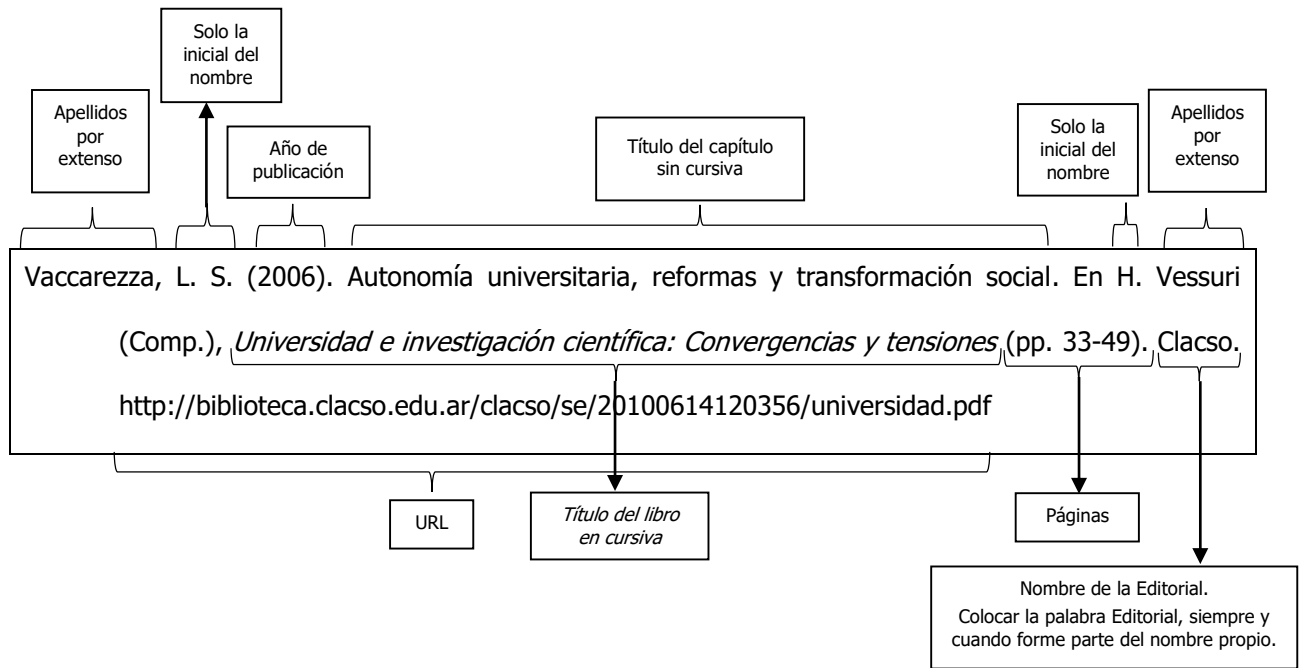 Solo la
inicial del
nombre
Apellidos
por
extenso
Año de
publicación
Título del capítulo
sin cursiva
Solo la
inicial del
nombre
Apellidos
por
extenso
Vaccarezza, L. S. (2006). Autonomía universitaria, reformas y transformación social. En H. Vessuri
(Comp.), Universidad e investigación científica: Convergencias y tensiones (pp. 33-49). Clacso.
http://biblioteca.clacso.edu.ar/clacso/se/20100614120356/universidad.pdf
URL
Título del libro
en cursiva
Páginas
Nombre de la Editorial.
Colocar la palabra Editorial, siempre y
cuando forme parte del nombre propio.